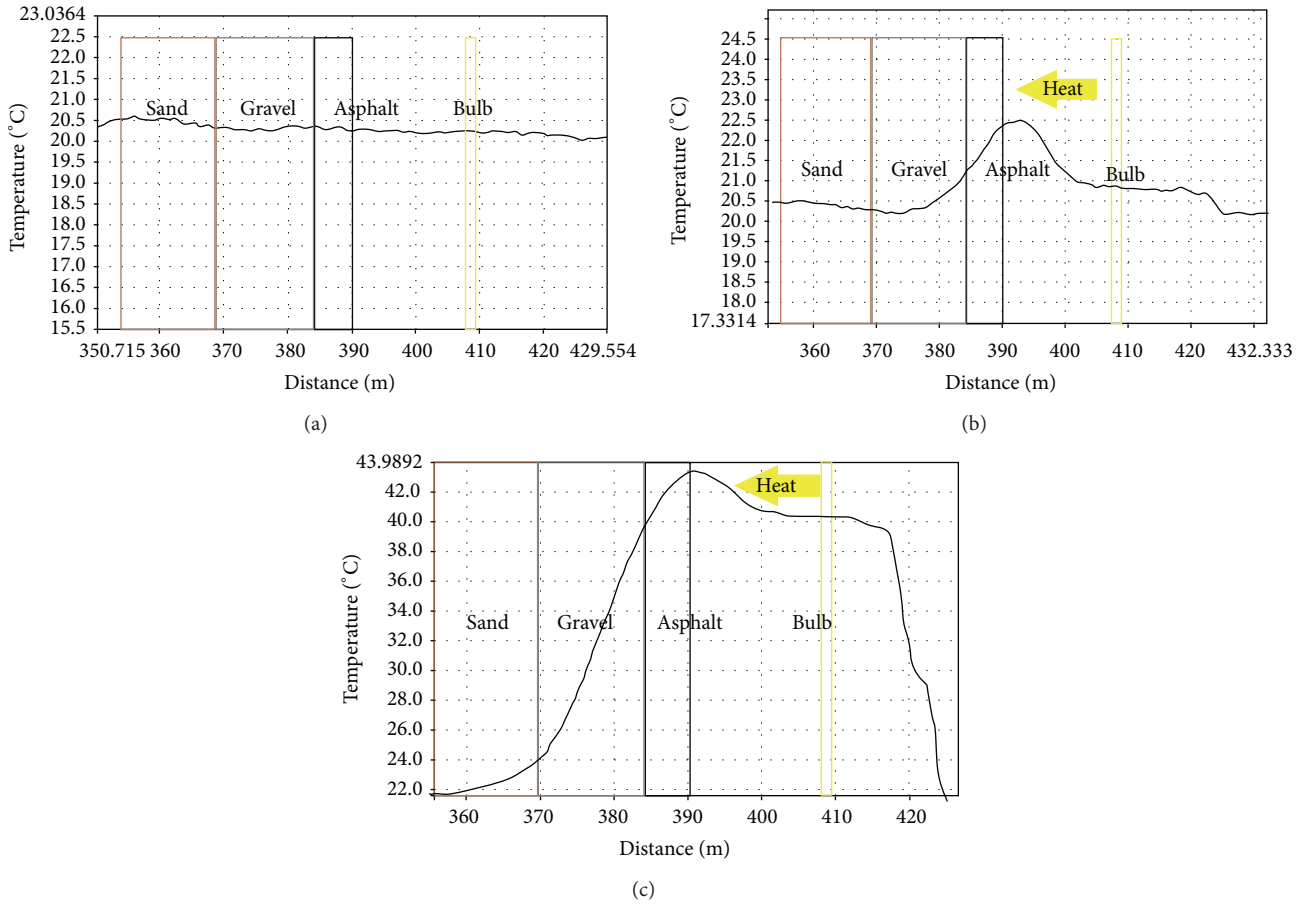 23.0364
22.5
22.0
21.5
21.0
20.5
20.0
19.5
19.0
18.5
18.0
17.5
17.0
16.5
16.0
15.5
Temperature (°C)
Sand Gravel Asphalt Bulb
350.715 360 370 380 390 400 410 420 429.554
Distance (m)
(a)
24.5
24.0
23.5
23.0
22.5
22.0
21.5
21.0
20.5
20.0
19.5
19.0
18.5
18.0
17.3314
Temperature (°C)
Heat
Sand Gravel Asphalt Bulb
360 370 380 390 400 410 420 432.333
Distance (m)
(b)
43.9892
42.0
40.0
38.0
36.0
34.0
32.0
30.0
28.0
26.0
24.0
22.0
Temperature (°C)
Heat
Sand Gravel Asphalt Bulb
360 370 380 390 400 410 420
Distance (m)
(c)